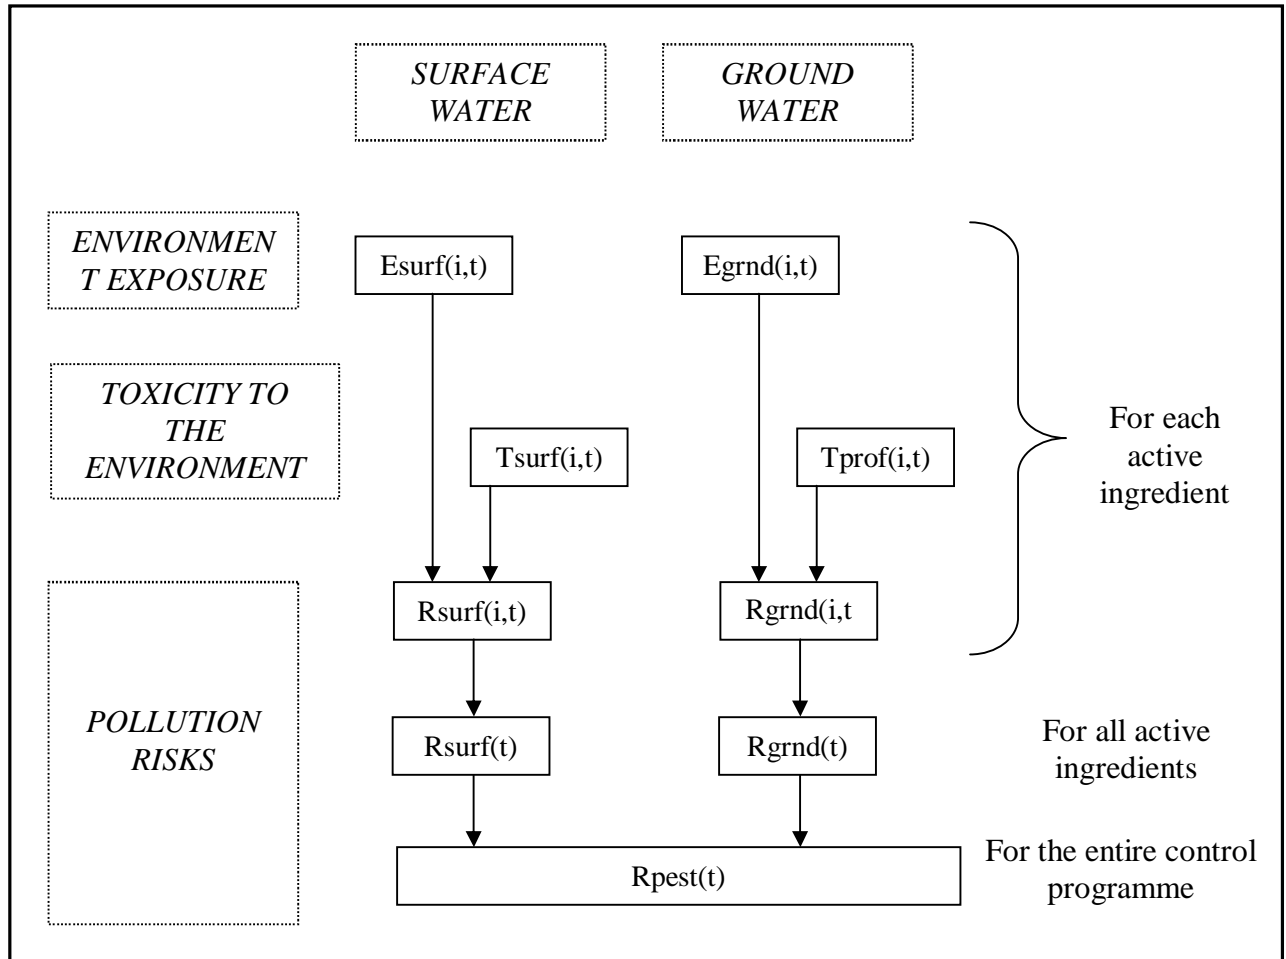 SURFACE
WATER
GROUND
WATER
ENVIRONMEN
T EXPOSURE
Esurf(i,t)
Egrnd(i,t)
TOXICITY TO
THE
ENVIRONMENT
Tsurf(i,t)
Tprof(i,t)
For each
active
ingredient
Rsurf(i,t)
Rgrnd(i,t
POLLUTION
RISKS
Rsurf(t)
Rgrnd(t)
For all active
ingredients
Rpest(t)
For the entire control
programme